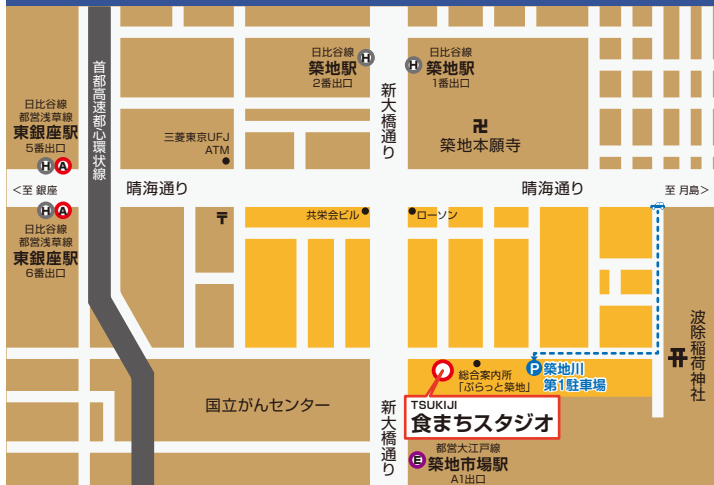 日比谷線
築地駅
2番出口
H
H
日比谷線
築地駅
1番出口
首都高速都心環状線
新大橋通り
日比谷線
都営浅草線
東銀座駅
5番出口
H A
三菱東京UFJ
ATM
卍
築地本願寺
<至 銀座
晴海通り
晴海通り
至 月島>
H A
日比谷線
都営浅草線
東銀座駅
6番出口
〒
共栄会ビル
ローソン
波除稲荷神社
総合案内所
「ぷらっと築地」
P
築地川
第1駐車場
国立がんセンター
新大橋通り
TSUKIJI
食まちスタジオ
E
都営大江戸線
築地市場駅
A1出口